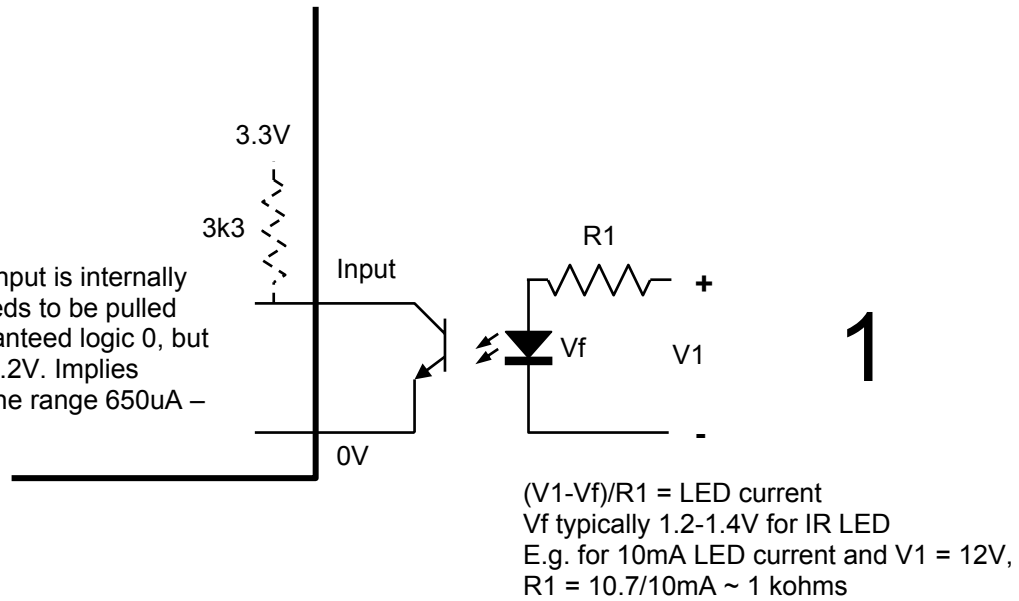 3.3V
3k3
R1
Input
+
nput is internally
eds to be pulled
anteed logic 0, but
.2V. Implies
ne range 650uA –
Vf
V1
1
-
0V
(V1-Vf)/R1 = LED current
Vf typically 1.2-1.4V for IR LED
E.g. for 10mA LED current and V1 = 12V,
R1 = 10.7/10mA ~ 1 kohms